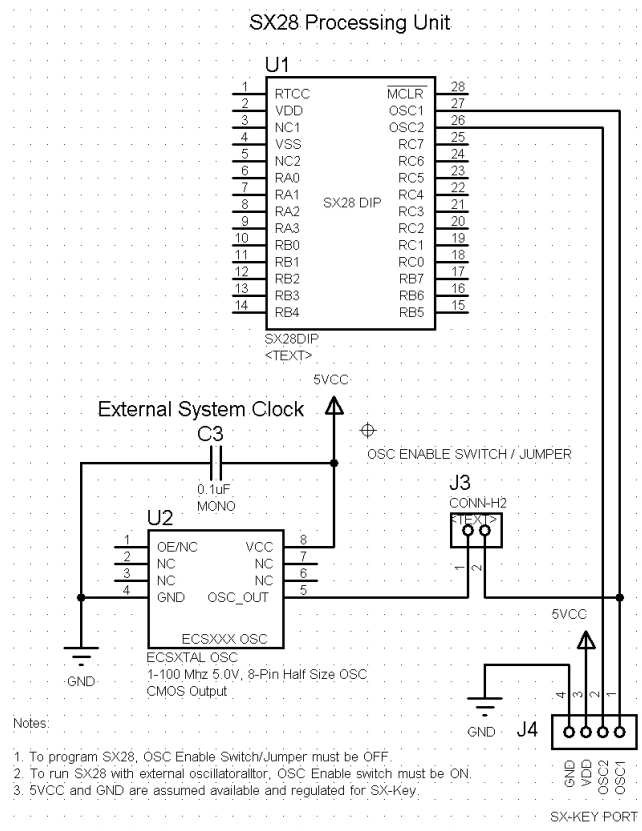 SX28 Processing Unit
U1
1 RTCC MCLR 28
2 VDD OSC1 27
3 NC1 OSC2 26
4 VSS RC7 25
5 NC2 RC6 24
6 RA0 RC5 23
7 RA1 RC4 22
8 RA2 SX28 DIP RC3 21
9 RA3 RC2 20
10 RB0 RC1 19
11 RB1 RC0 18
12 RB2 RB7 17
13 RB3 RB6 16
14 RB4 RB5 15
SX28DIP
<TEXT>
5VCC
External System Clock
C3
0.1uF
MONO
OSC ENABLE SWITCH / JUMPER
J3
CONN-H2
<TEXT>
1 2
U2
1 OE/NC VCC 8
2 NC NC 7
3 NC NC 6
4 GND OSC_OUT 5
ECSXXX OSC
ECSXTAL OSC
1-100 Mhz 5.0V, 8-Pin Half Size OSC
CMOS Output
GND
5VCC
4 3 2 1
GND
J4
GND VDD OSC2 OSC1
SX-KEY PORT
Notes:
1. To program SX28, OSC Enable Switch/Jumper must be OFF.
2. To run SX28 with external oscillatoralltor, OSC Enable switch must be ON.
3. 5VCC and GND are assumed available and regulated for SX-Key.